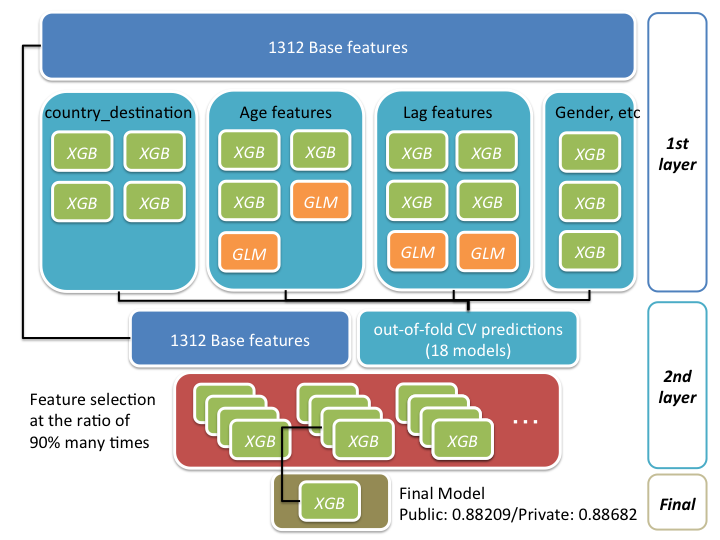 1312 Base features
country_destination
Age features
Lag features
Gender, etc
XGB XGB
XGB XGB
XGB XGB
XGB GLM
GLM
XGB XGB
XGB XGB
GLM GLM
XGB
XGB
XGB
1st
layer
1312 Base features
out-of-fold CV predictions
(18 models)
2nd
layer
Feature selection
at the ratio of
90% many times
XGB
XGB
XGB
...
XGB
Final Model
Public: 0.88209/Private: 0.88682
Final